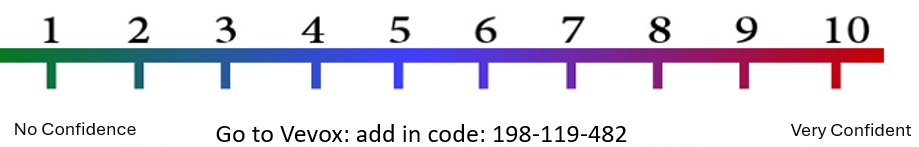 1 2 3 4 5 6 7 8 9 10
No Confidence Go to Vevox: add in code: 198-119-482 Very Confident